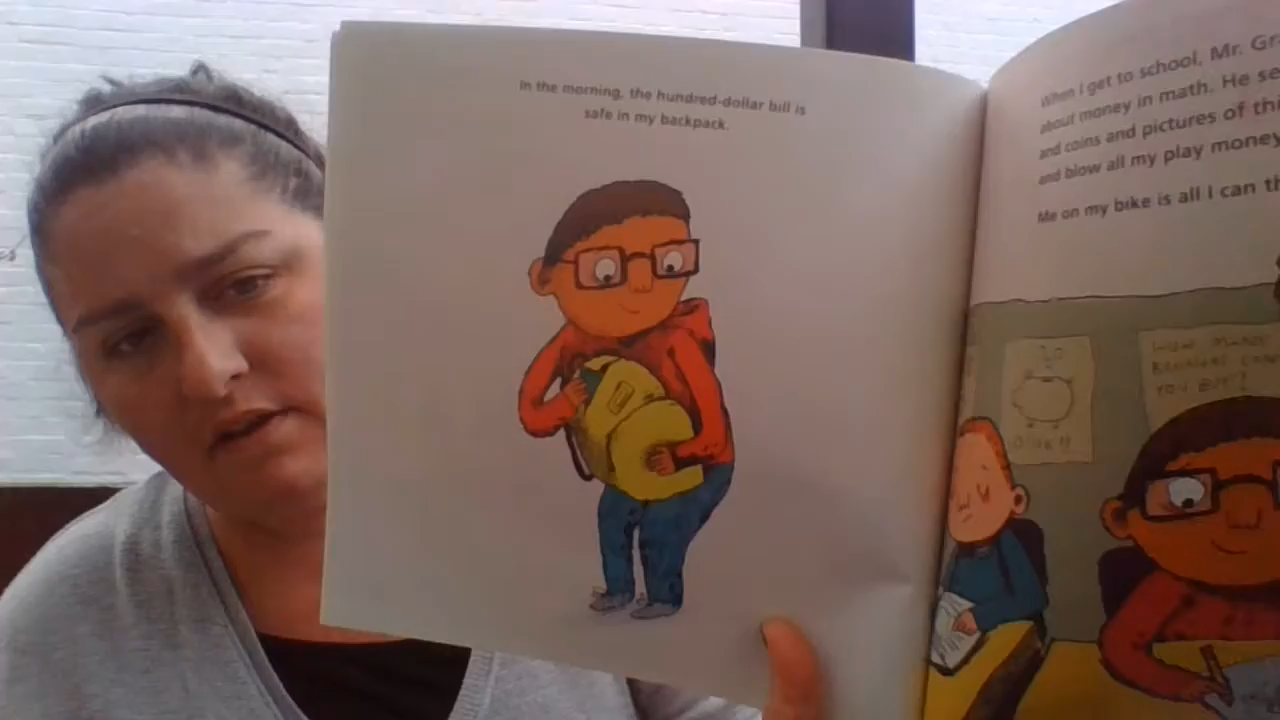 In the morning, the hundred-dollar bill is
safe in my backpack.
When I get to school, Mr. Gr
about money in math. He se
and coins and pictures of thi
and blow all my play money
Me on my bike is all I can th
YOU BUY?